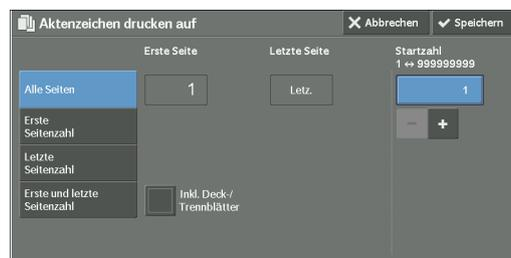 Aktenzeichen drucken auf
Abbrechen
Speichern
Erste Seite
Letzte Seite
Startzahl
1 ↔ 999999999
Alle Seiten
1
Letz.
1
− +
Erste
Seitenzahl
Letzte
Seitenzahl
Erste und letzte
Seitenzahl
Inkl. Deck-/
Trennblätter